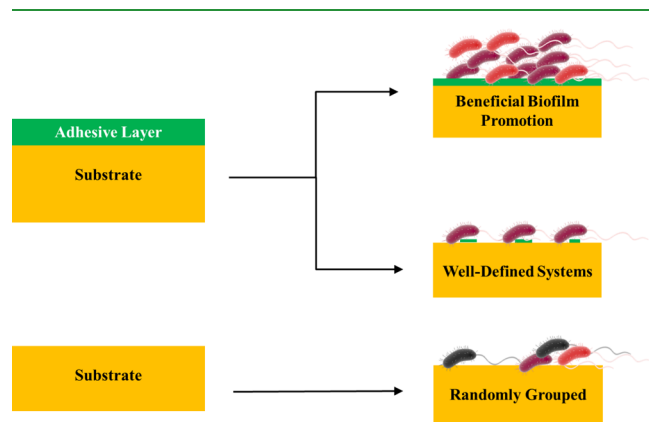 Adhesive Layer
Substrate
Beneficial Biofilm
Promotion
Well-Defined Systems
Substrate
Randomly Grouped